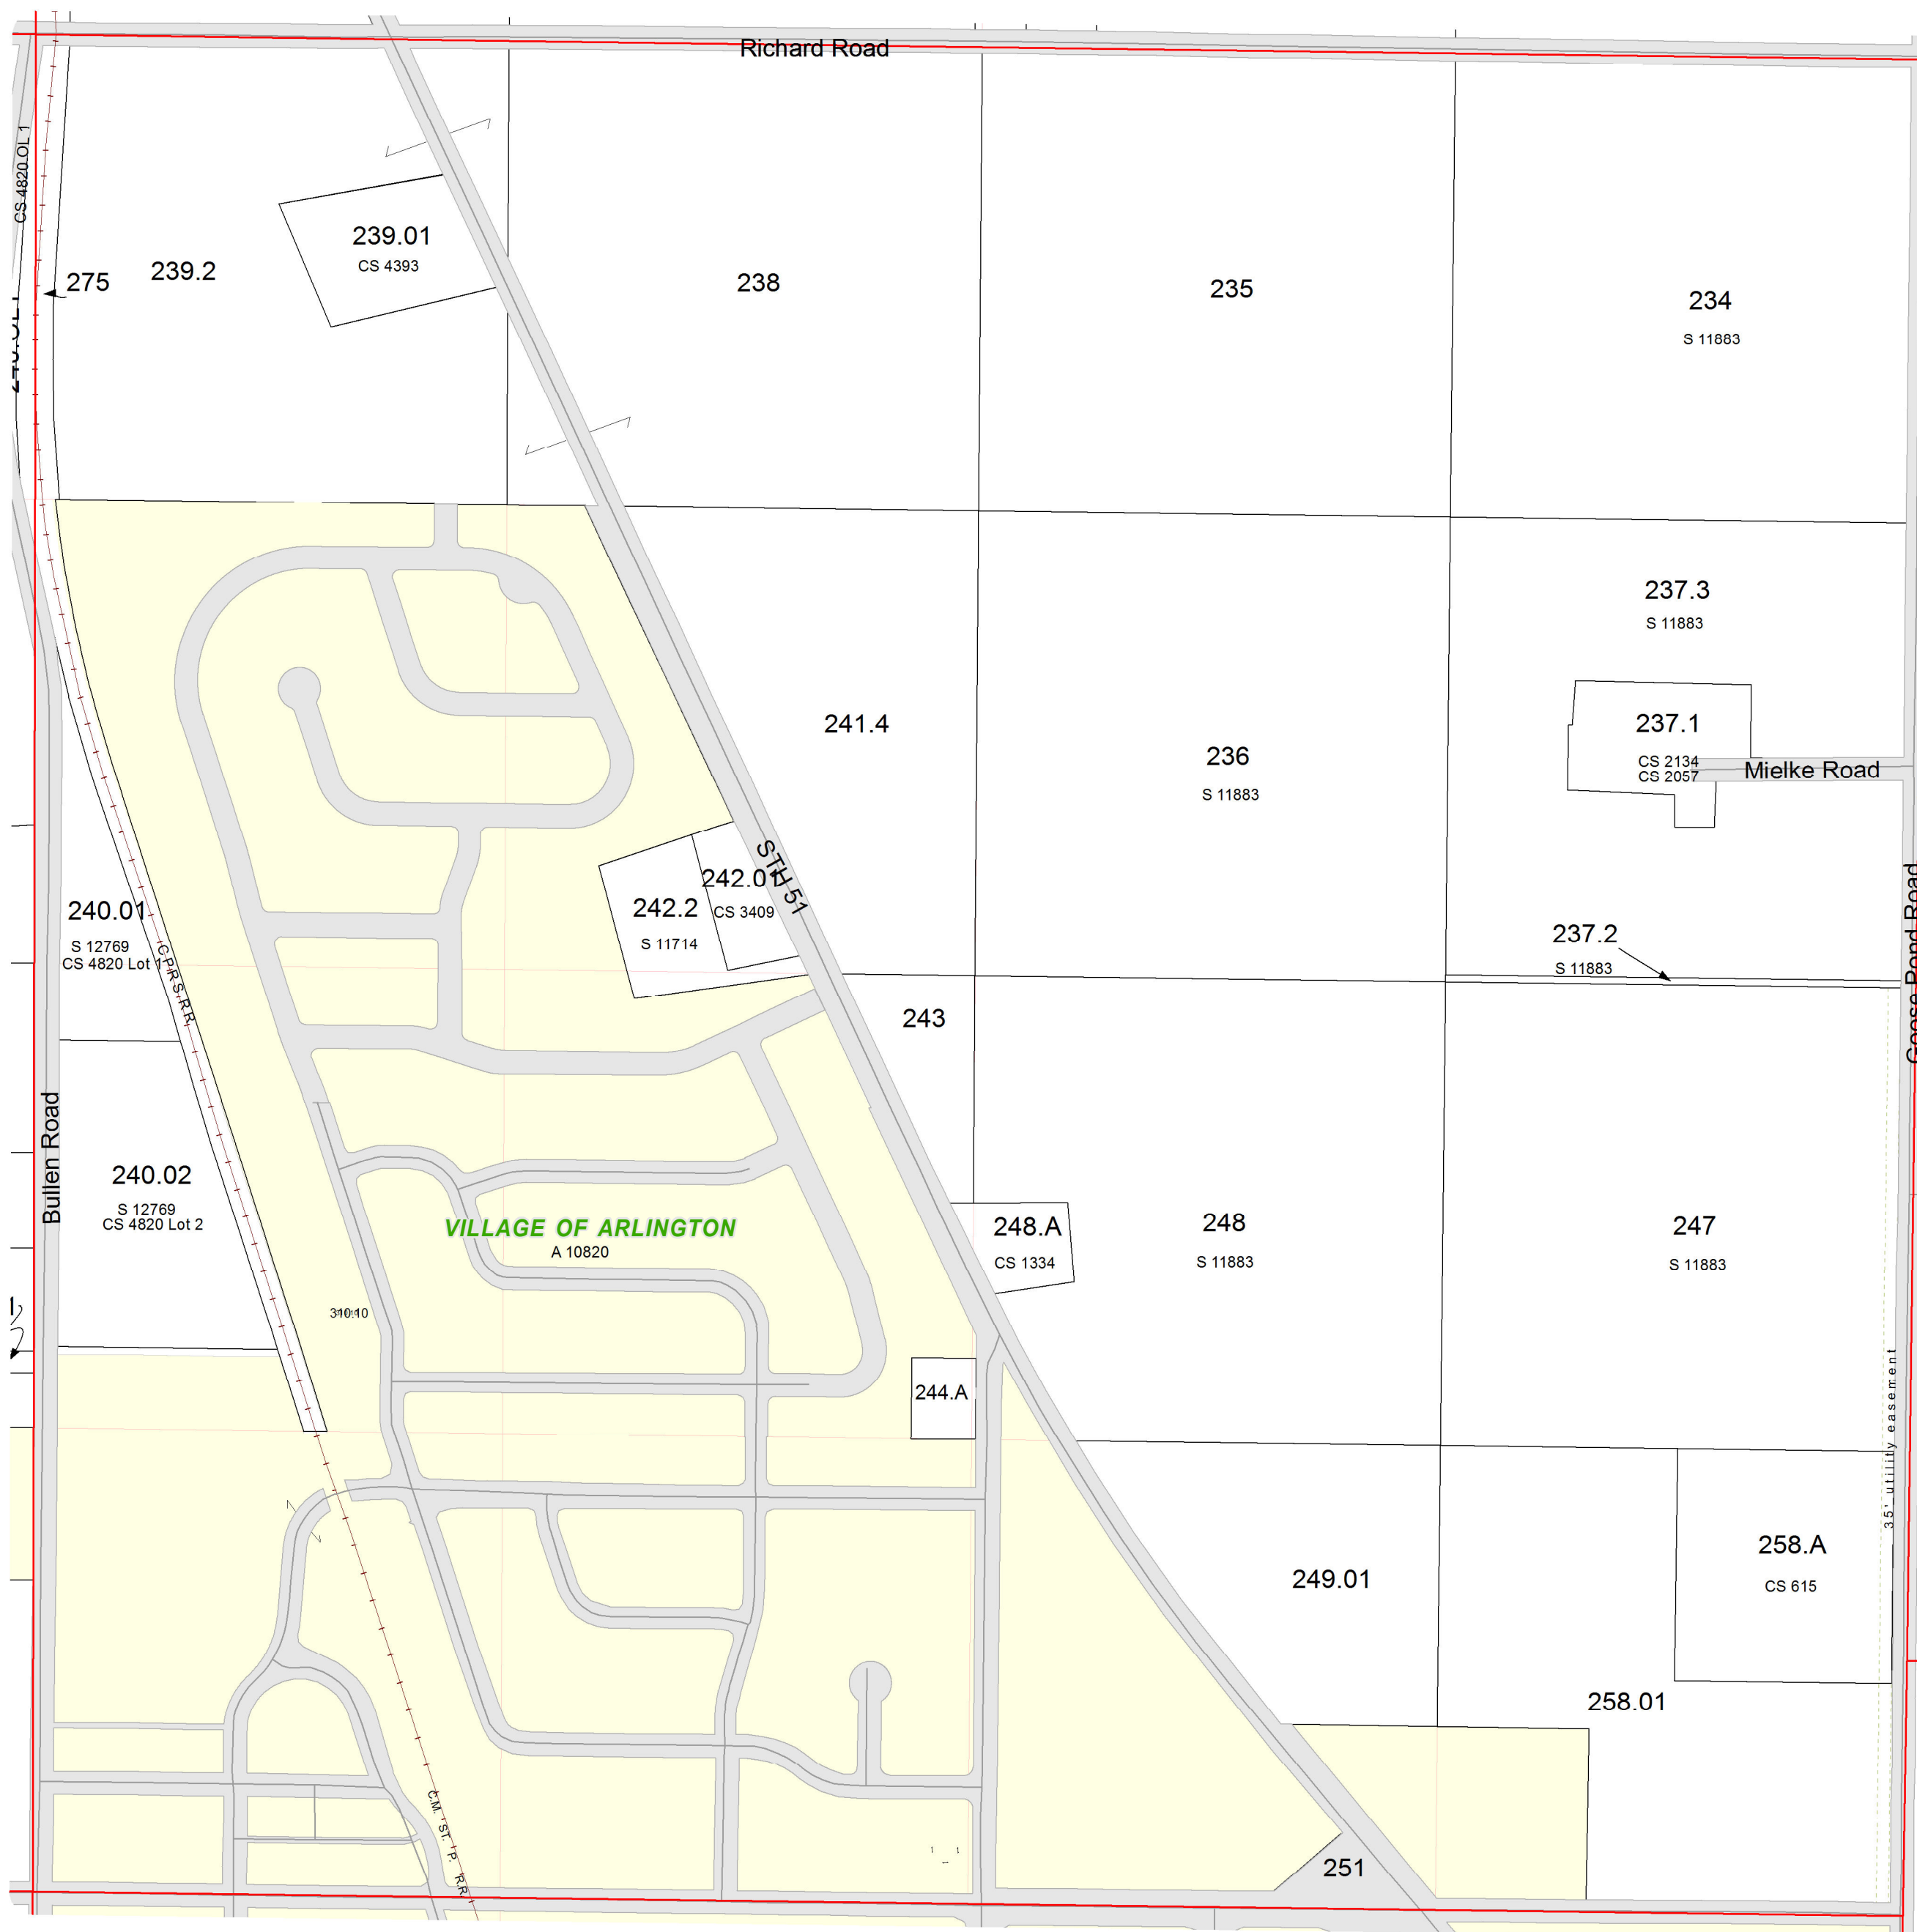 Richard Road
CS 4820 OL 1
239.01
CS 4393
275
239.2
238
235
234
S 11883
237.3
S 11883
241.4
236
S 11883
237.1
CS 2134
CS 2057
Mielke Road
STH 51
242.01
CS 3409
242.2
S 11714
240.01
S 12769
CS 4820 Lot 1
C.P.R.S.R.R.
237.2
S 11883
Goose Pond Road
243
Bullen Road
240.02
S 12769
CS 4820 Lot 2
VILLAGE OF ARLINGTON
A 10820
248.A
CS 1334
248
S 11883
247
S 11883
310.10
244.A
35' utility easement
249.01
258.A
CS 615
258.01
C.M. ST. P. R.R.
251